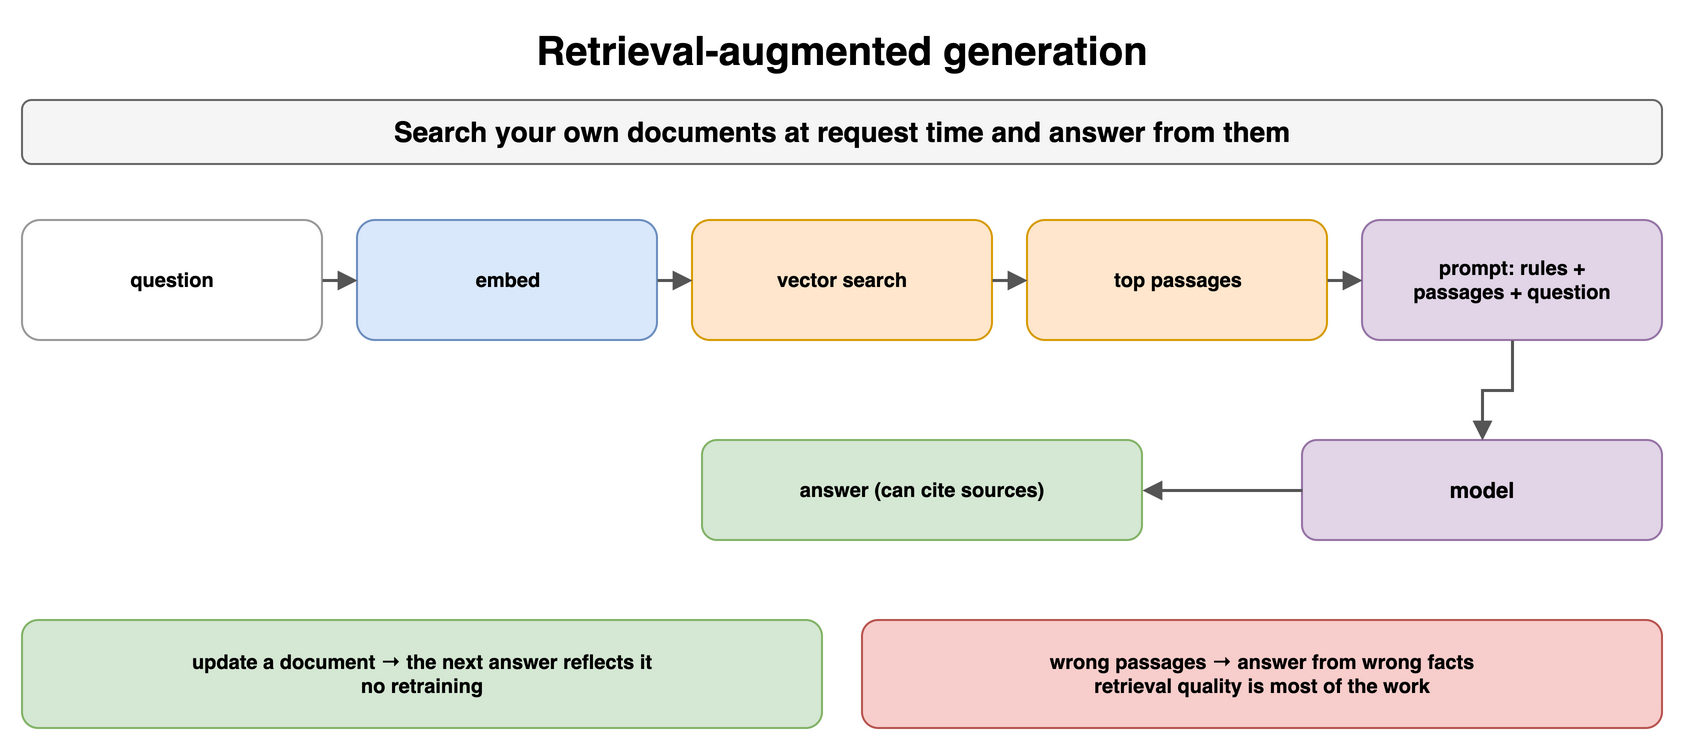 Retrieval-augmented generation
Search your own documents at request time and answer from them
question
embed
vector search
top passages
prompt: rules +
passages + question
answer (can cite sources)
model
update a document → the next answer reflects it
no retraining
wrong passages → answer from wrong facts
retrieval quality is most of the work